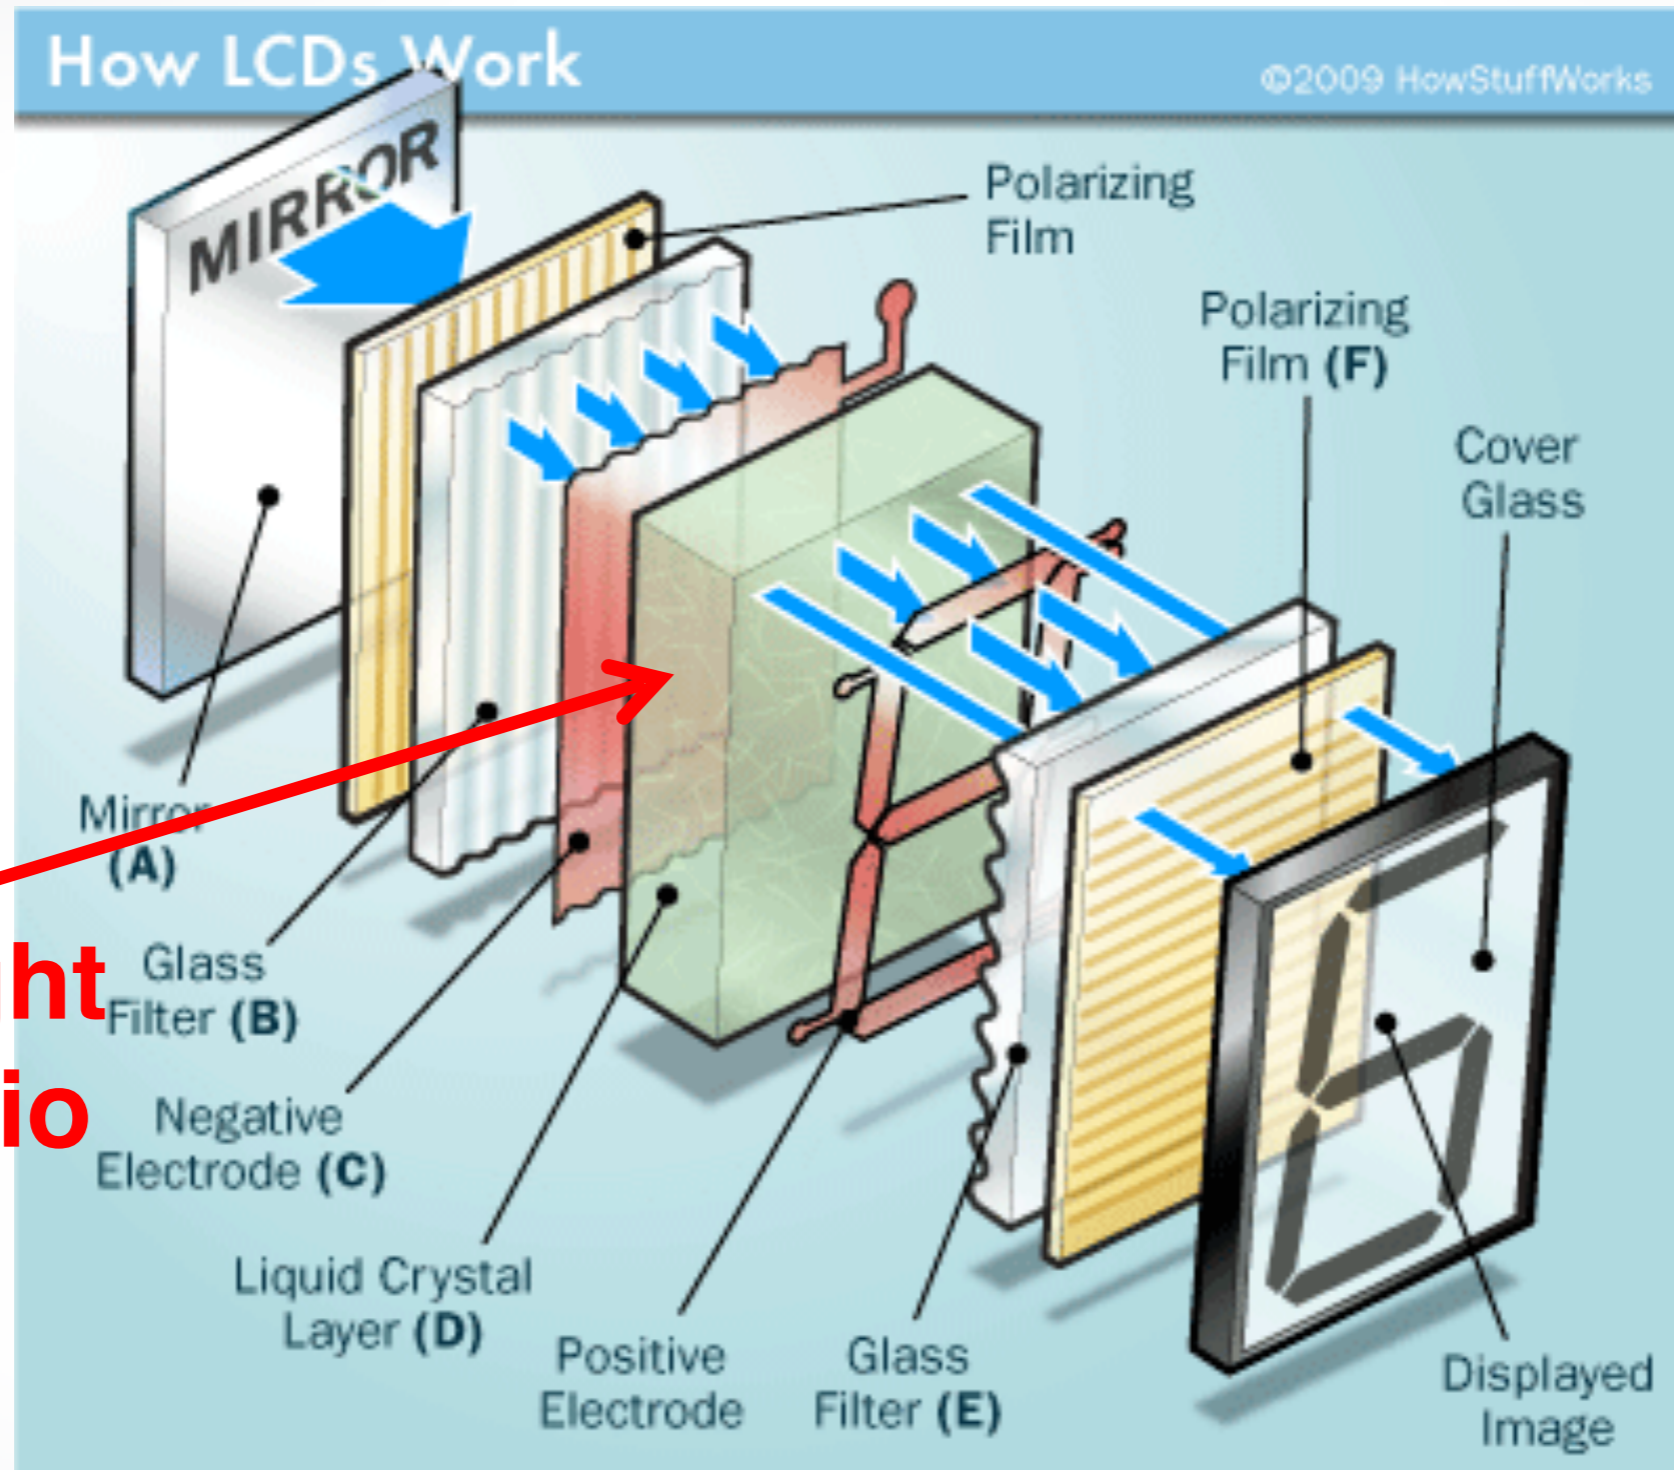 How LCDs Work
©2009 HowStuffWorks
MIRROR
Polarizing
Film
Polarizing
Film (F)
Cover
Glass
Mirror
(A)
ght
Glass
Filter (B)
io
Negative
Electrode (C)
Liquid Crystal
Layer (D)
Positive
Electrode
Glass
Filter (E)
Displayed
Image